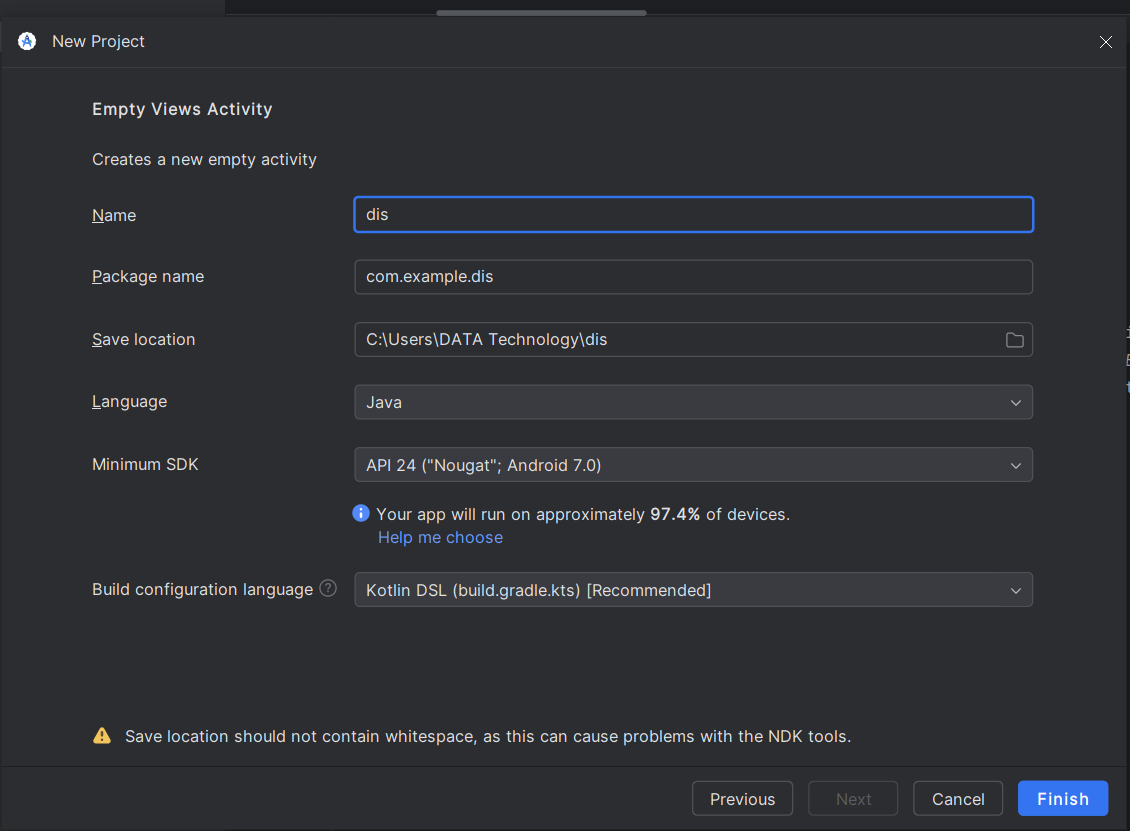 New Project
Empty Views Activity
Creates a new empty activity
Name
dis
Package name
com.example.dis
Save location
C:\Users\DATA Technology\dis
Language
Java
Minimum SDK
API 24 ("Nougat"; Android 7.0)
Your app will run on approximately 97.4% of devices.
Help me choose
Build configuration language
Kotlin DSL (build.gradle.kts) [Recommended]
Save location should not contain whitespace, as this can cause problems with the NDK tools.
Previous
Next
Cancel
Finish